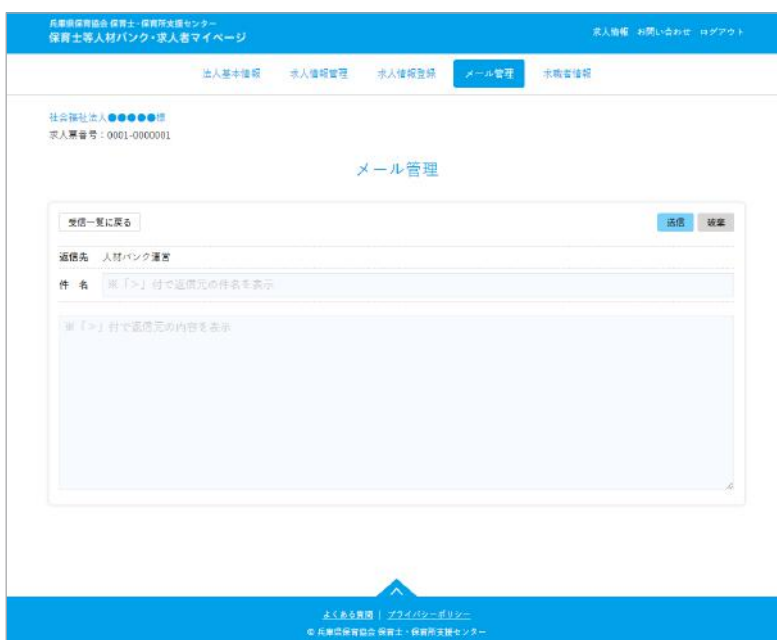 兵庫県保育協会 保育士・保育所支援センター
保育士等人材バンク・求人者マイページ
求人情報 お問い合わせ ログアウト
法人基本情報 求人情報管理 求人情報登録 メール管理 求職者情報
社会福祉法人●●●●●様
求人票番号：0001-0000001
メール管理
受信一覧に戻る 送信 破棄
返信先 人材バンク運営
件 名 ※「>」付で返信元の件名を表示
※「>」付で返信元の内容を表示
よくある質問 | プライバシーポリシー
© 兵庫県保育協会 保育士・保育所支援センター